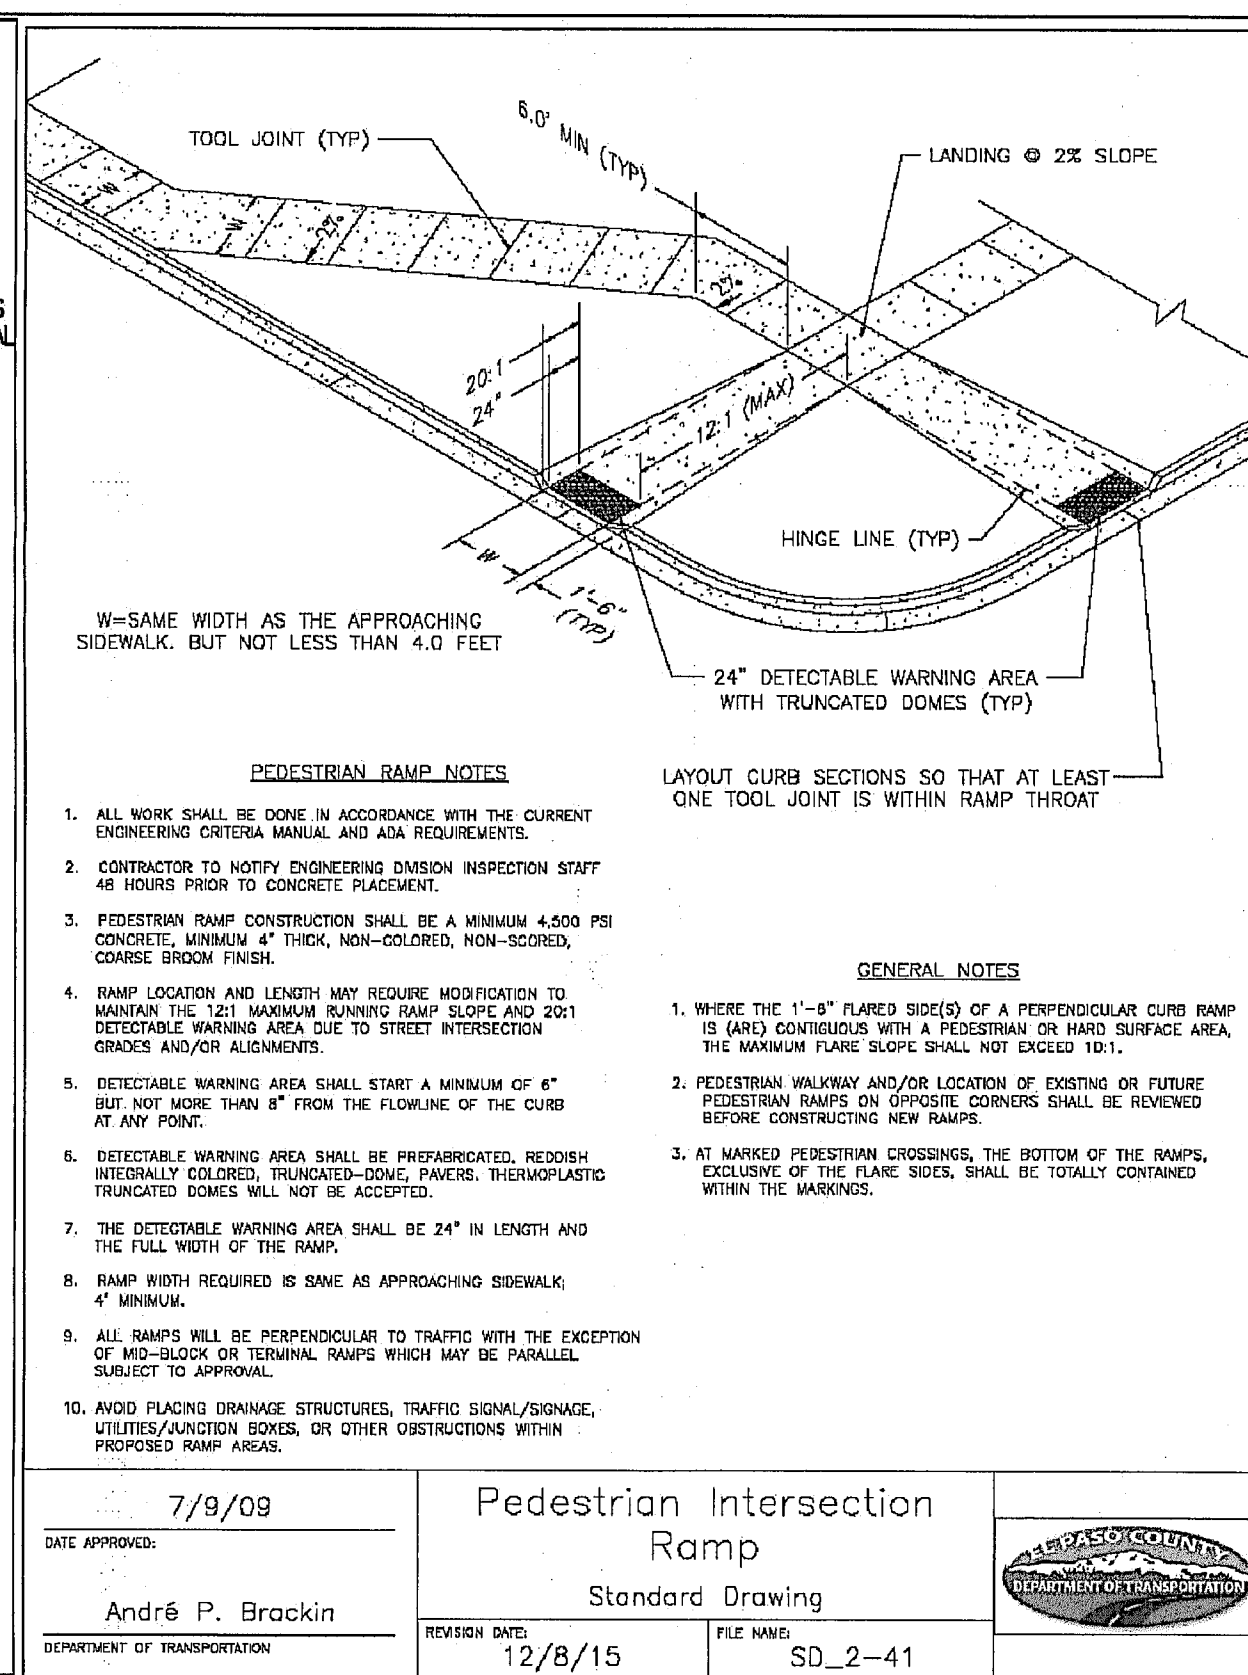 S
6.0' MIN (TYP)
TOOL JOINT (TYP)
LANDING @ 2% SLOPE
W
W
2%
2%
20:1
24"
12:1 (MAX)
HINGE LINE (TYP)
W
1'-6"
(TYP)
W=SAME WIDTH AS THE APPROACHING
SIDEWALK. BUT NOT LESS THAN 4.0 FEET
24" DETECTABLE WARNING AREA
WITH TRUNCATED DOMES (TYP)
LAYOUT CURB SECTIONS SO THAT AT LEAST
ONE TOOL JOINT IS WITHIN RAMP THROAT
PEDESTRIAN RAMP NOTES
1. ALL WORK SHALL BE DONE IN ACCORDANCE WITH THE CURRENT
ENGINEERING CRITERIA MANUAL AND ADA REQUIREMENTS.
2. CONTRACTOR TO NOTIFY ENGINEERING DIVISION INSPECTION STAFF
48 HOURS PRIOR TO CONCRETE PLACEMENT.
3. PEDESTRIAN RAMP CONSTRUCTION SHALL BE A MINIMUM 4,500 PSI
CONCRETE, MINIMUM 4" THICK, NON-COLORED, NON-SCORED,
COARSE BROOM FINISH.
4. RAMP LOCATION AND LENGTH MAY REQUIRE MODIFICATION TO
MAINTAIN THE 12:1 MAXIMUM RUNNING RAMP SLOPE AND 20:1
DETECTABLE WARNING AREA DUE TO STREET INTERSECTION
GRADES AND/OR ALIGNMENTS.
5. DETECTABLE WARNING AREA SHALL START A MINIMUM OF 6"
BUT NOT MORE THAN 8" FROM THE FLOWLINE OF THE CURB
AT ANY POINT.
6. DETECTABLE WARNING AREA SHALL BE PREFABRICATED, REDDISH
INTEGRALLY COLORED, TRUNCATED-DOME, PAVERS. THERMOPLASTIC
TRUNCATED DOMES WILL NOT BE ACCEPTED.
7. THE DETECTABLE WARNING AREA SHALL BE 24" IN LENGTH AND
THE FULL WIDTH OF THE RAMP.
8. RAMP WIDTH REQUIRED IS SAME AS APPROACHING SIDEWALK;
4' MINIMUM.
9. ALL RAMPS WILL BE PERPENDICULAR TO TRAFFIC WITH THE EXCEPTION
OF MID-BLOCK OR TERMINAL RAMPS WHICH MAY BE PARALLEL
SUBJECT TO APPROVAL.
10. AVOID PLACING DRAINAGE STRUCTURES, TRAFFIC SIGNAL/SIGNAGE,
UTILITIES/JUNCTION BOXES, OR OTHER OBSTRUCTIONS WITHIN
PROPOSED RAMP AREAS.
GENERAL NOTES
1. WHERE THE 1'-6" FLARED SIDE(S) OF A PERPENDICULAR CURB RAMP
IS (ARE) CONTIGUOUS WITH A PEDESTRIAN OR HARD SURFACE AREA,
THE MAXIMUM FLARE SLOPE SHALL NOT EXCEED 10:1.
2. PEDESTRIAN WALKWAY AND/OR LOCATION OF EXISTING OR FUTURE
PEDESTRIAN RAMPS ON OPPOSITE CORNERS SHALL BE REVIEWED
BEFORE CONSTRUCTING NEW RAMPS.
3. AT MARKED PEDESTRIAN CROSSINGS, THE BOTTOM OF THE RAMPS,
EXCLUSIVE OF THE FLARE SIDES, SHALL BE TOTALLY CONTAINED
WITHIN THE MARKINGS.
7/9/09
DATE APPROVED:
André P. Brackin
DEPARTMENT OF TRANSPORTATION
Pedestrian Intersection
Ramp
Standard Drawing
REVISION DATE:
12/8/15
FILE NAME:
SD_2-41
EL PASO COUNTY
DEPARTMENT OF TRANSPORTATION